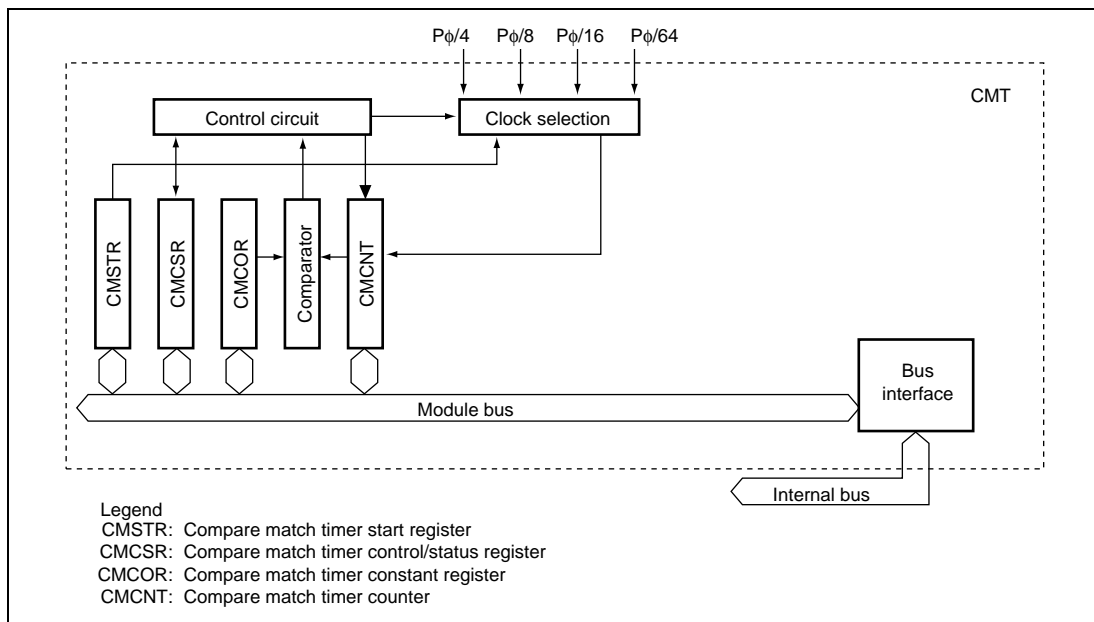 Pϕ/4 Pϕ/8 Pϕ/16 Pϕ/64
CMT
Control circuit
Clock selection
CMSTR
CMCSR
CMCOR
Comparator
CMCNT
Bus
interface
Module bus
Internal bus
Legend
CMSTR: Compare match timer start register
CMCSR: Compare match timer control/status register
CMCOR: Compare match timer constant register
CMCNT: Compare match timer counter